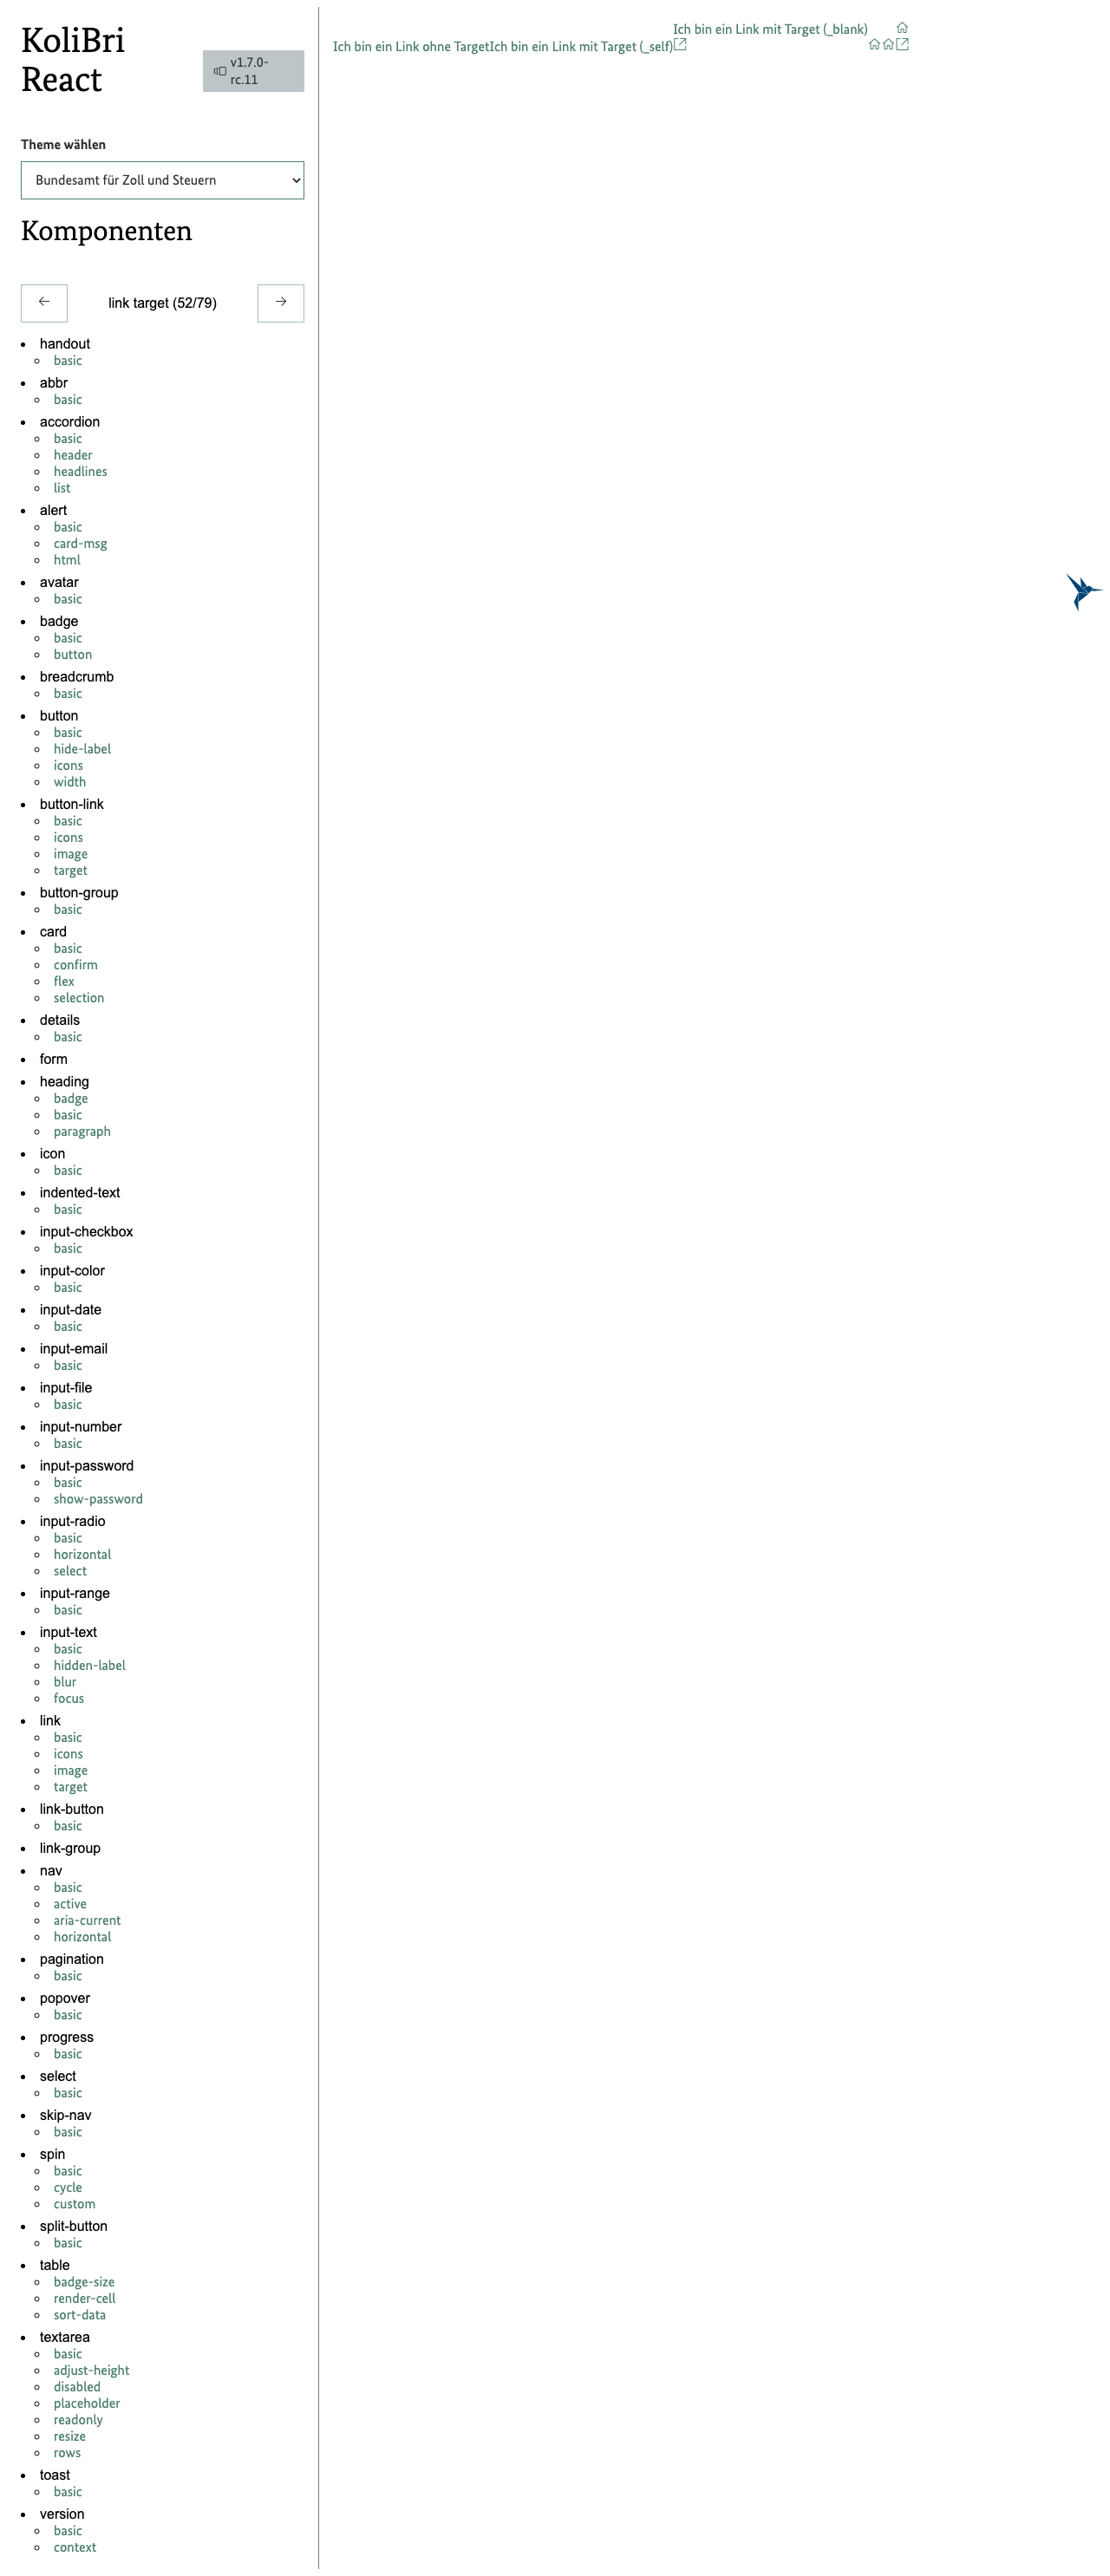 KoliBri
React
v1.7.0-
rc.11
Theme wählen
Bundesamt für Zoll und Steuern
Komponenten
link target (52/79)
handout
basic
abbr
basic
accordion
basic
header
headlines
list
alert
basic
card-msg
html
avatar
basic
badge
basic
button
breadcrumb
basic
button
basic
hide-label
icons
width
button-link
basic
icons
image
target
button-group
basic
card
basic
confirm
flex
selection
details
basic
form
heading
badge
basic
paragraph
icon
basic
indented-text
basic
input-checkbox
basic
input-color
basic
input-date
basic
input-email
basic
input-file
basic
input-number
basic
input-password
basic
show-password
input-radio
basic
horizontal
select
input-range
basic
input-text
basic
hidden-label
blur
focus
link
basic
icons
image
target
link-button
basic
link-group
nav
basic
active
aria-current
horizontal
pagination
basic
popover
basic
progress
basic
select
basic
skip-nav
basic
spin
basic
cycle
custom
split-button
basic
table
badge-size
render-cell
sort-data
textarea
basic
adjust-height
disabled
placeholder
readonly
resize
rows
toast
basic
version
basic
context
Ich bin ein Link ohne Target
Ich bin ein Link mit Target (_self)
Ich bin ein Link mit Target (_blank)